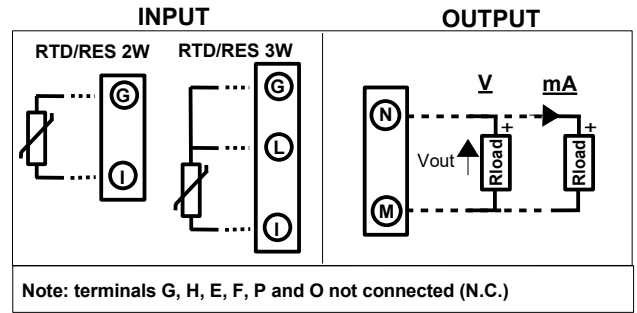 INPUT
OUTPUT
RTD/RES 2W
RTD/RES 3W
G
I
G
L
I
N
M
V
mA
Vout
+
Rload
+
Rload
Note: terminals G, H, E, F, P and O not connected (N.C.)